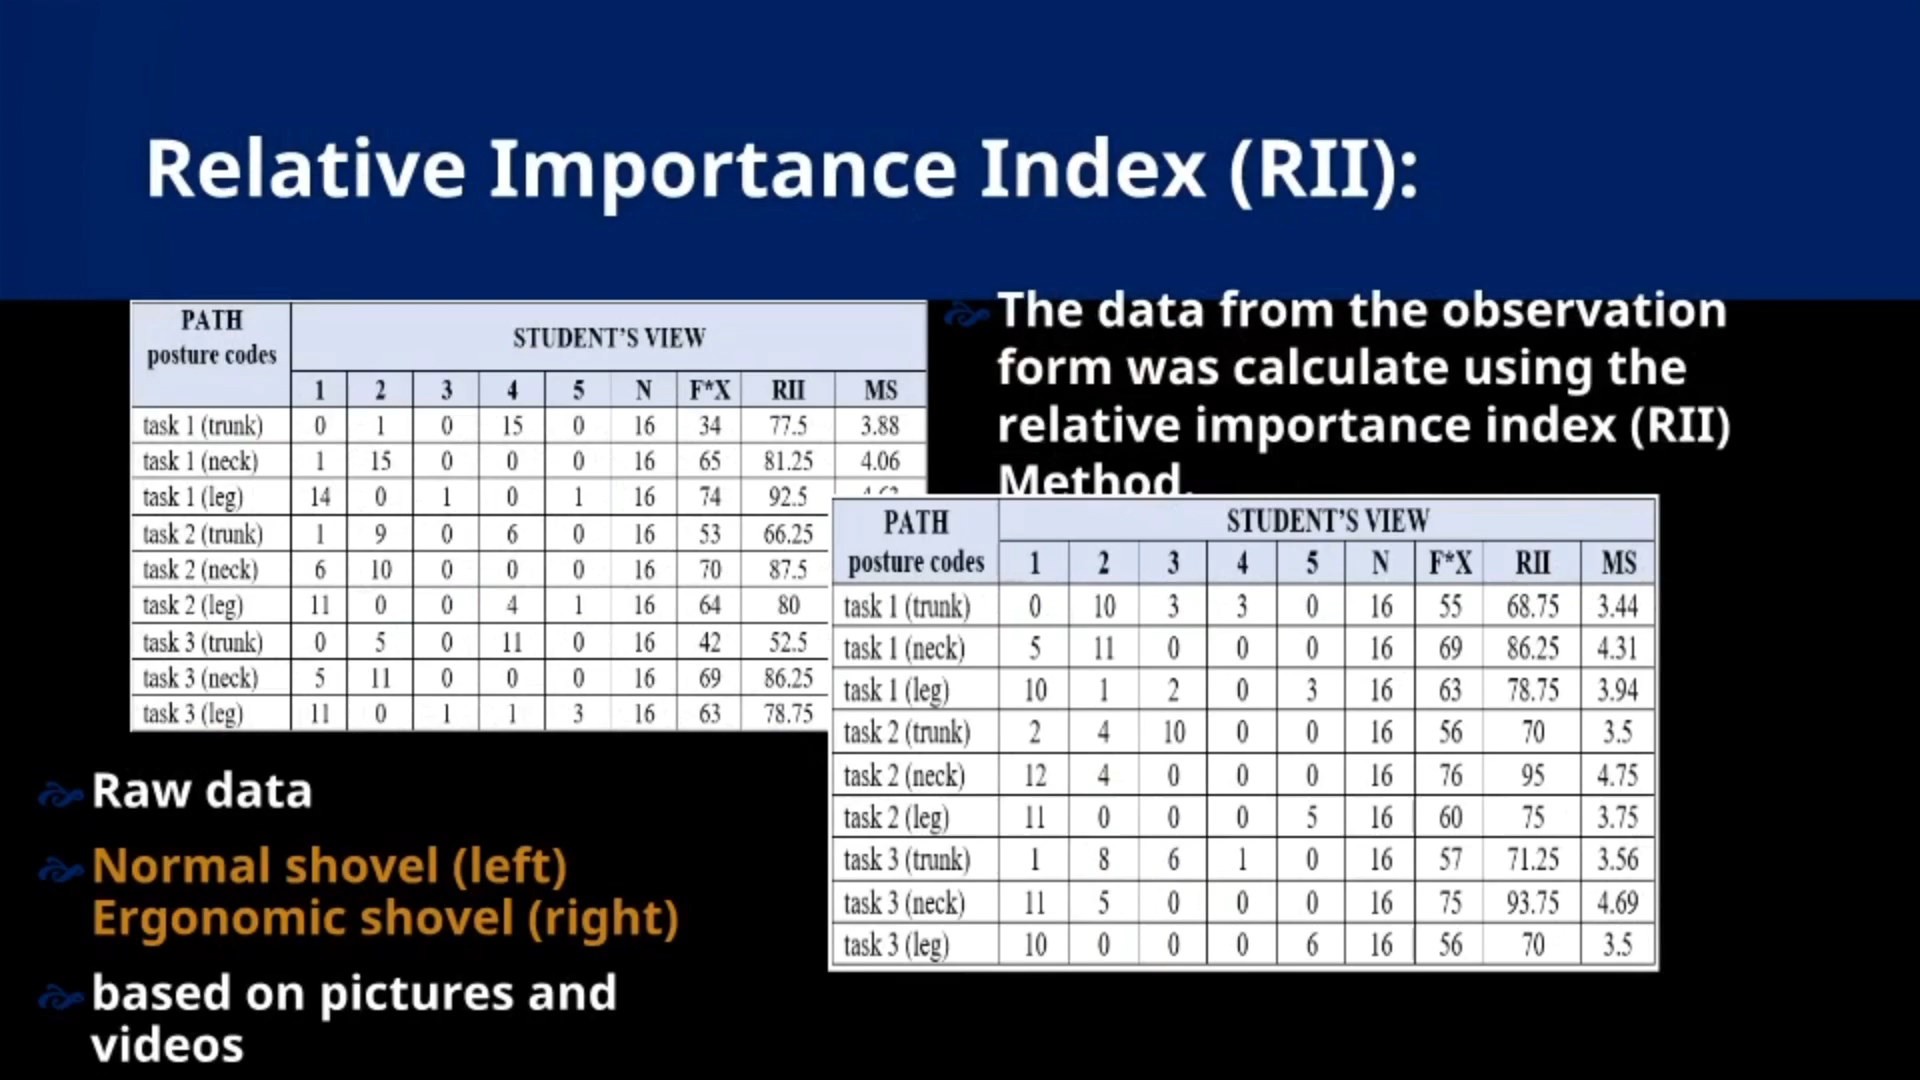 Relative Importance Index (RII):
PATH posture codes STUDENT'S VIEW
1 2 3 4 5 N F*X RII MS
task 1 (trunk) 0 1 0 15 0 16 34 77.5 3.88
task 1 (neck) 1 15 0 0 0 16 65 81.25 4.06
task 1 (leg) 14 0 1 0 1 16 74 92.5
task 2 (trunk) 1 9 0 6 0 16 53 66.25
task 2 (neck) 6 10 0 0 0 16 70 87.5
task 2 (leg) 11 0 0 4 1 16 64 80
task 3 (trunk) 0 5 0 11 0 16 42 52.5
task 3 (neck) 5 11 0 0 0 16 69 86.25
task 3 (leg) 11 0 1 1 3 16 63 78.75
The data from the observation
form was calculate using the
relative importance index (RII)
Method.
PATH posture codes STUDENT'S VIEW
1 2 3 4 5 N F*X RII MS
task 1 (trunk) 0 10 3 3 0 16 55 68.75 3.44
task 1 (neck) 5 11 0 0 0 16 69 86.25 4.31
task 1 (leg) 10 1 2 0 3 16 63 78.75 3.94
task 2 (trunk) 2 4 10 0 0 16 56 70 3.5
task 2 (neck) 12 4 0 0 0 16 76 95 4.75
task 2 (leg) 11 0 0 0 5 16 60 75 3.75
task 3 (trunk) 1 8 6 1 0 16 57 71.25 3.56
task 3 (neck) 11 5 0 0 0 16 75 93.75 4.69
task 3 (leg) 10 0 0 0 6 16 56 70 3.5
Raw data
Normal shovel (left)
Ergonomic shovel (right)
based on pictures and
videos